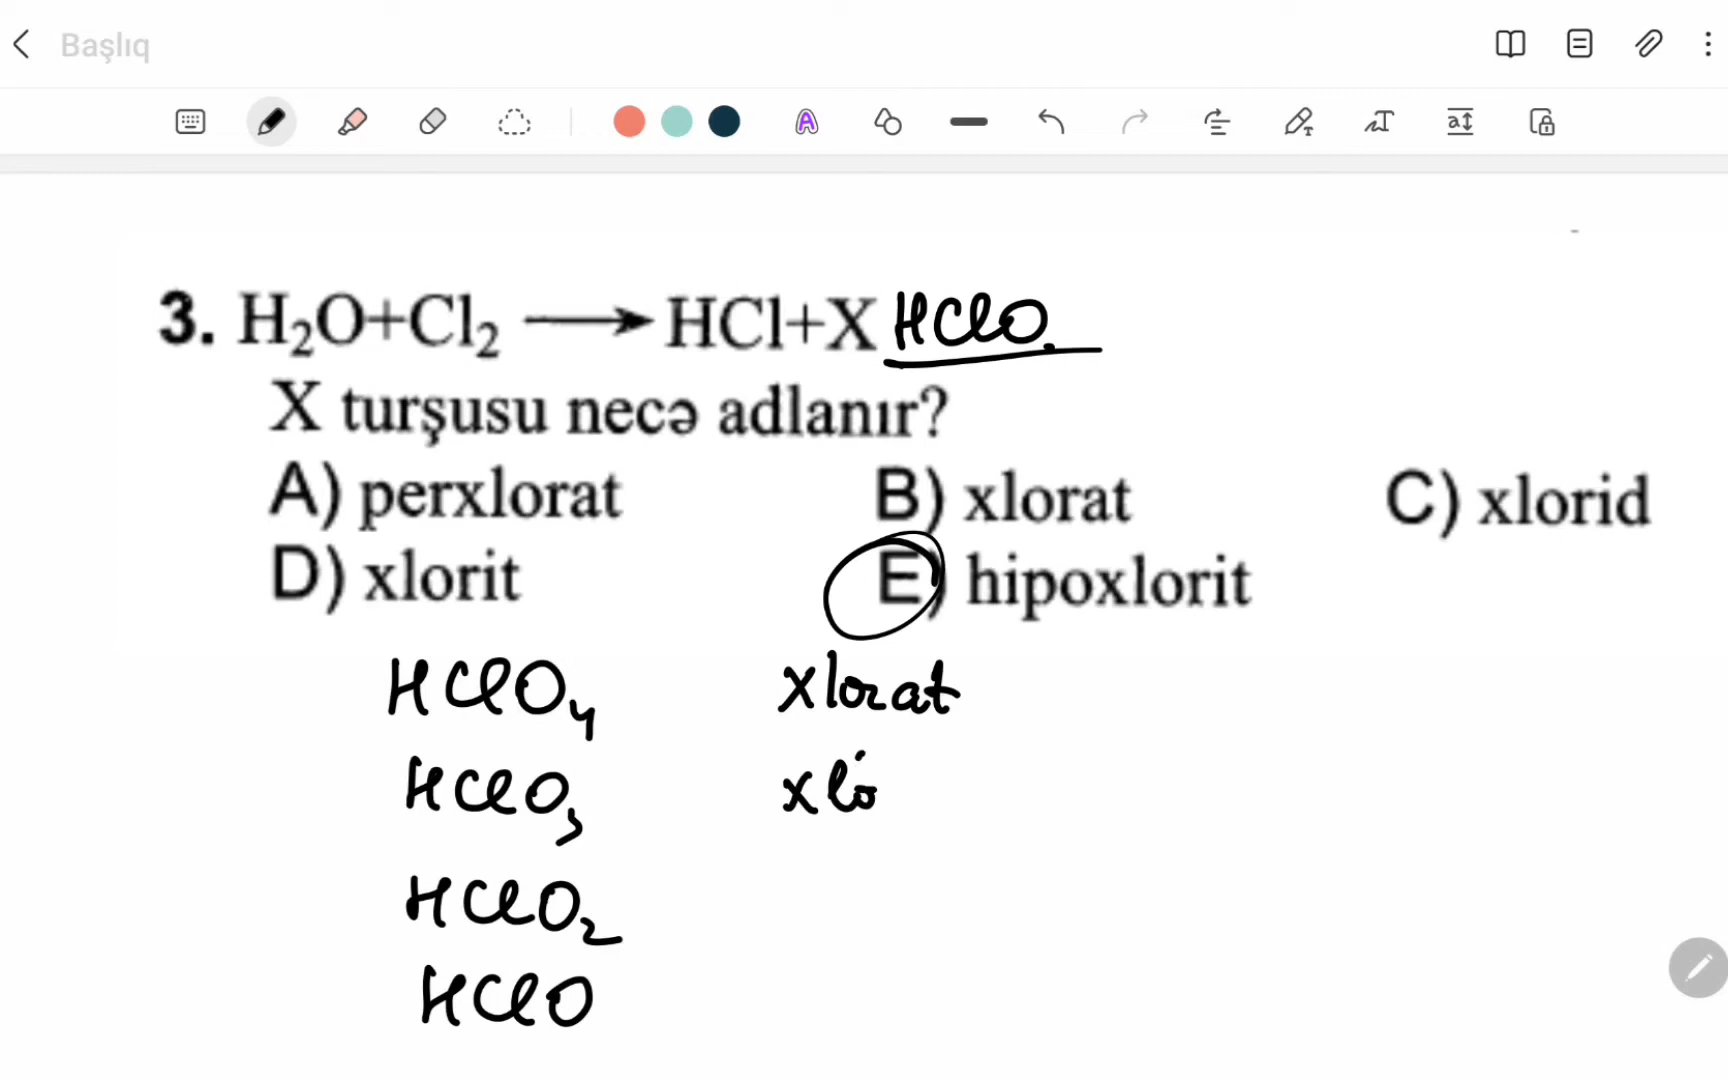 Başlıq
3. H₂O+Cl₂ ⟶ HCl+X HClO
X turşusu necə adlanır?
A) perxlorat B) xlorat C) xlorid
D) xlorit E) hipoxlorit
HClO₄ xlorat
HClO₃ xlo
HClO₂
HClO